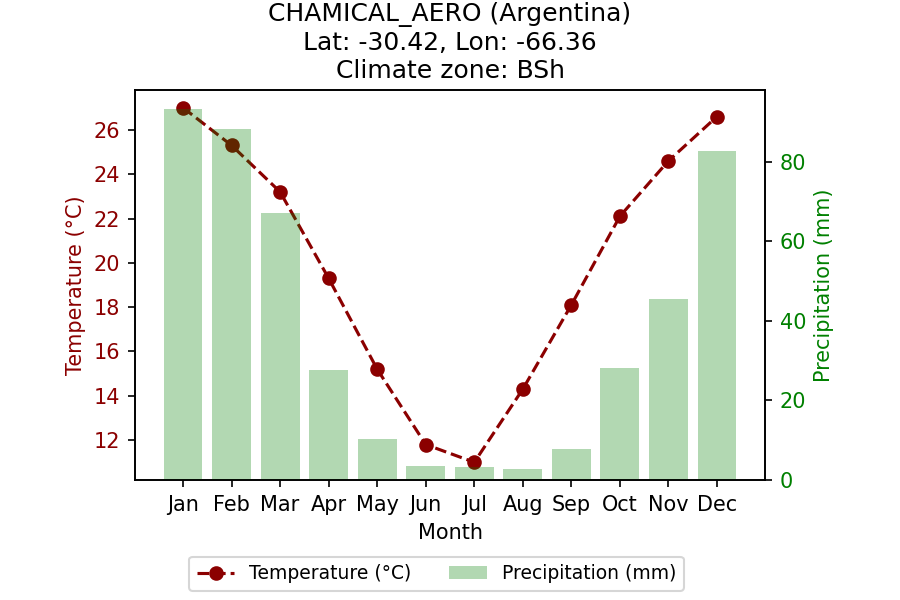 CHAMICAL_AERO (Argentina)
Lat: -30.42, Lon: -66.36
Climate zone: BSh
Temperature (°C)
26
24
22
20
18
16
14
12
80
60
40
20
0
Precipitation (mm)
Jan Feb Mar Apr May Jun Jul Aug Sep Oct Nov Dec
Month
Temperature (°C) Precipitation (mm)